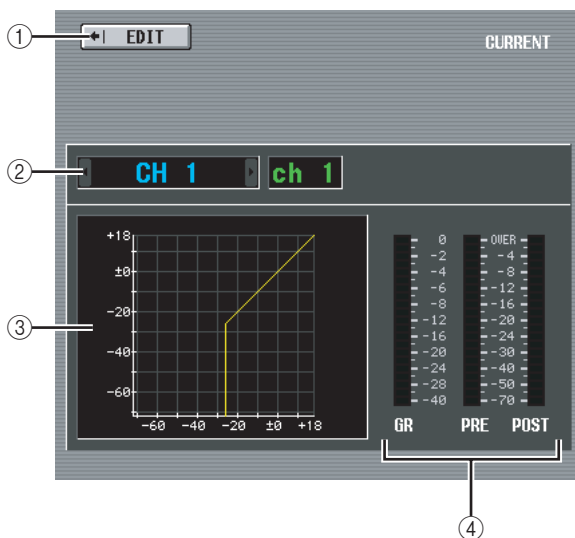 ① EDIT
CURRENT
② CH 1 ch 1
③
+18
±0
-20
-40
-60
-60 -40 -20 ±0 +18
0 OVER
-2 -4
-4 -8
-6 -12
-8 -16
-12 -20
-16 -24
-20 -30
-24 -40
-28 -50
-40 -70
GR PRE POST
④